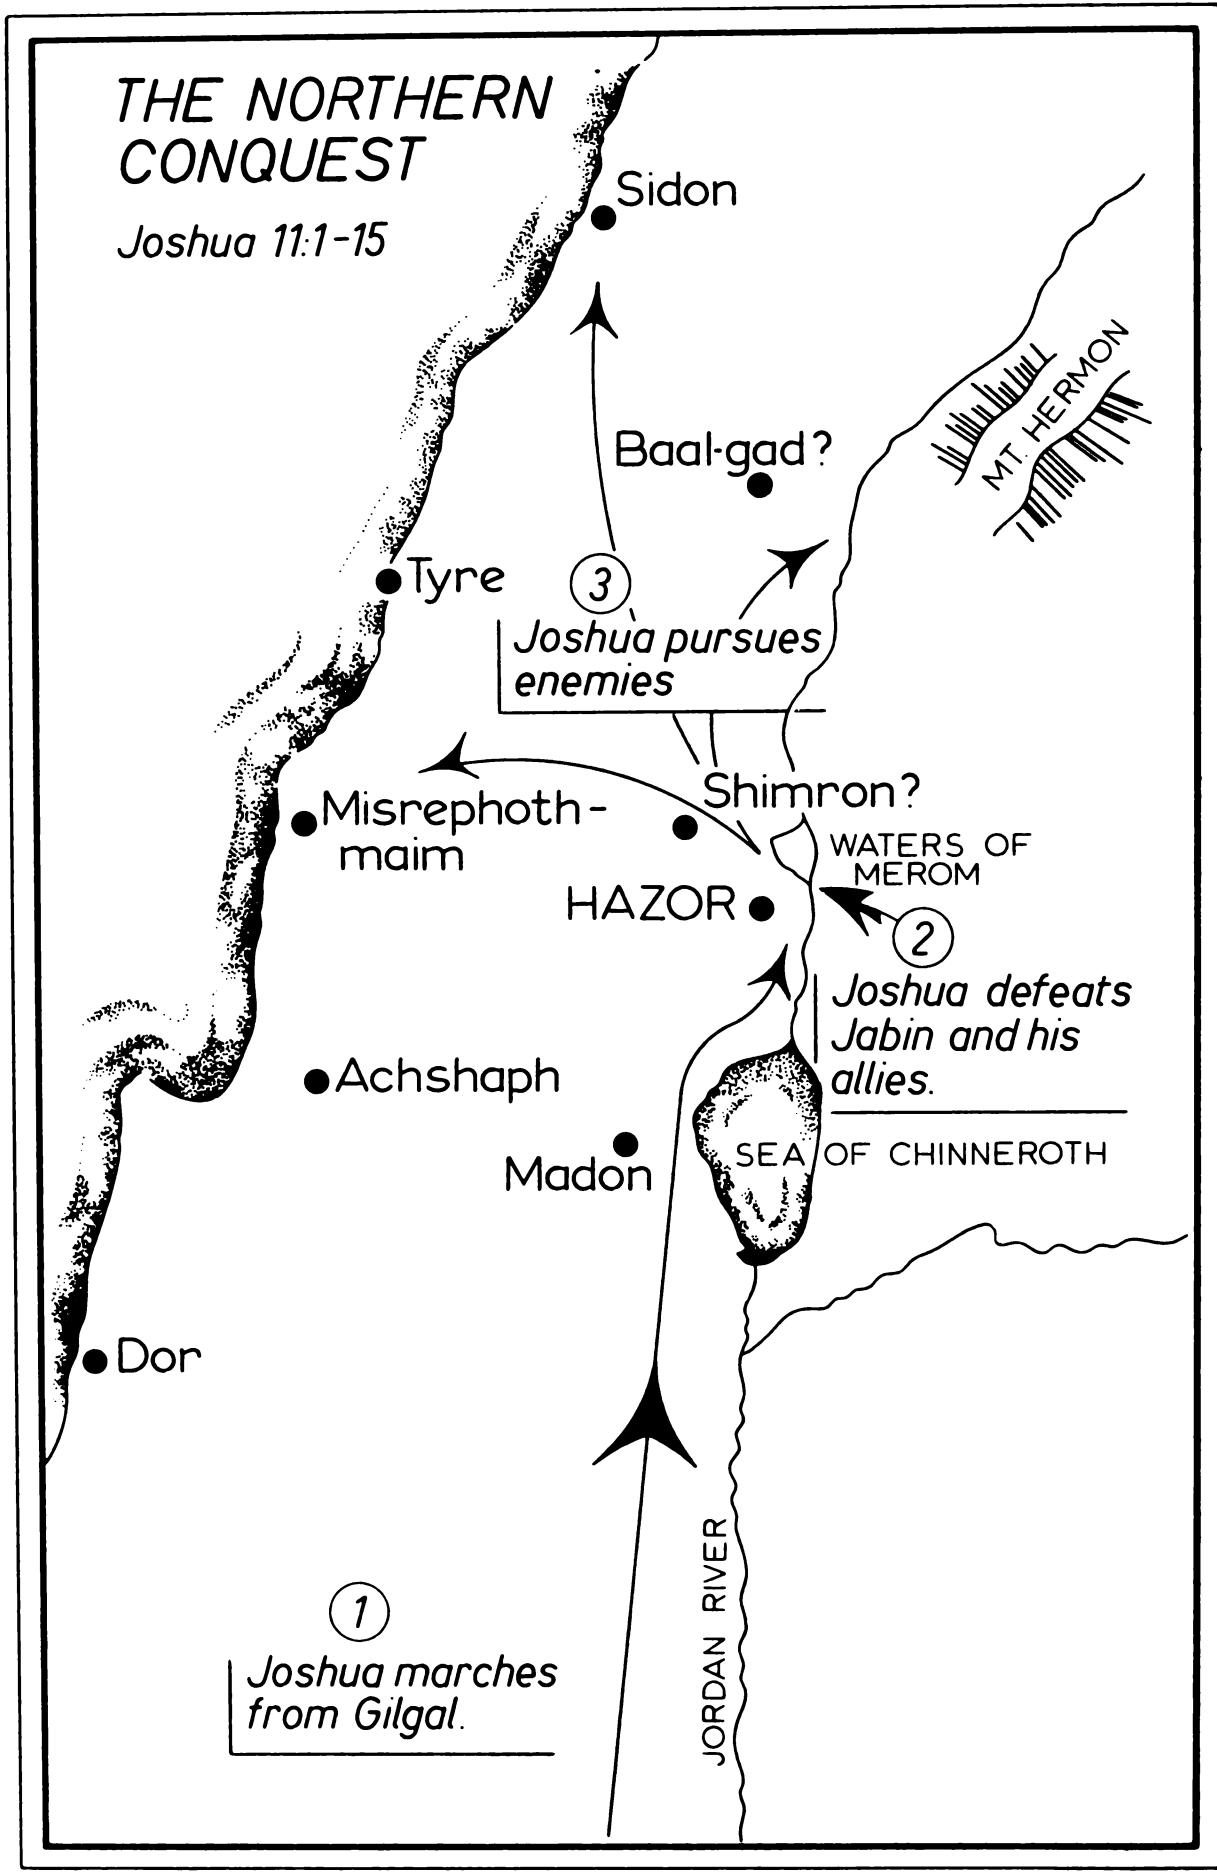 THE NORTHERN
CONQUEST
Joshua 11:1-15
Sidon
MT. HERMON
Baal-gad?
Tyre
3
Joshua pursues
enemies
Shimron?
Misrephoth-
maim
WATERS OF
MEROM
HAZOR
2
Joshua defeats
Jabin and his
allies.
Achshaph
Madon
SEA OF CHINNEROTH
Dor
JORDAN RIVER
1
Joshua marches
from Gilgal.